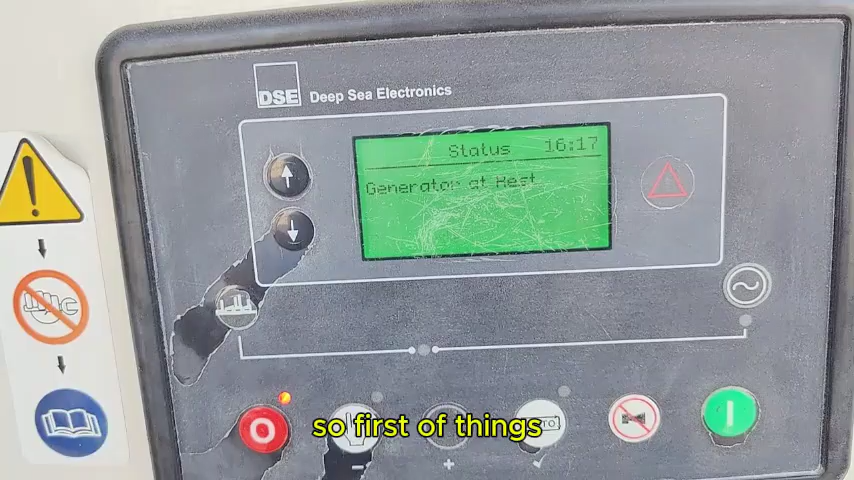 DSE Deep Sea Electronics
Status 16:17
Generator at Rest
so first of things